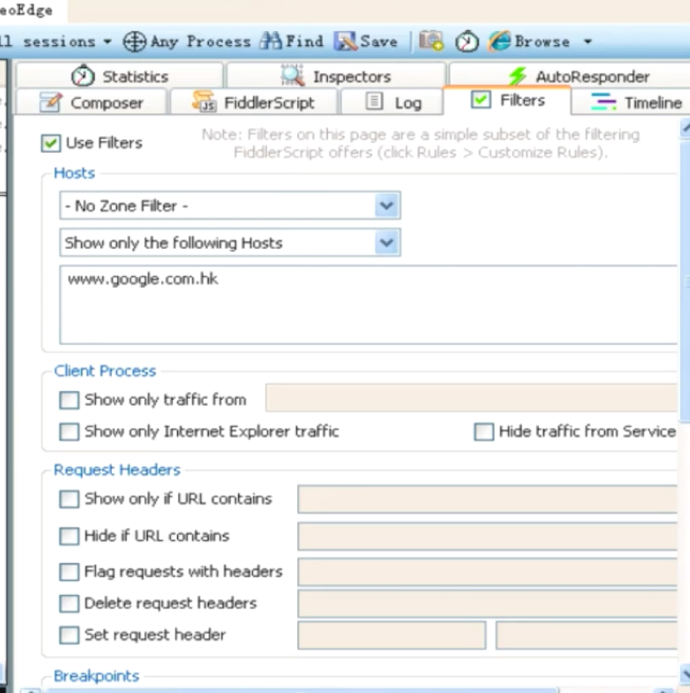 eoEdge
ll sessions Any Process Find Save Browse
Statistics Inspectors AutoResponder
Composer FiddlerScript Log Filters Timeline
Use Filters
Note: Filters on this page are a simple subset of the filtering
FiddlerScript offers (click Rules > Customize Rules).
Hosts
- No Zone Filter -
Show only the following Hosts
www.google.com.hk
Client Process
Show only traffic from
Show only Internet Explorer traffic Hide traffic from Service
Request Headers
Show only if URL contains
Hide if URL contains
Flag requests with headers
Delete request headers
Set request header
Breakpoints